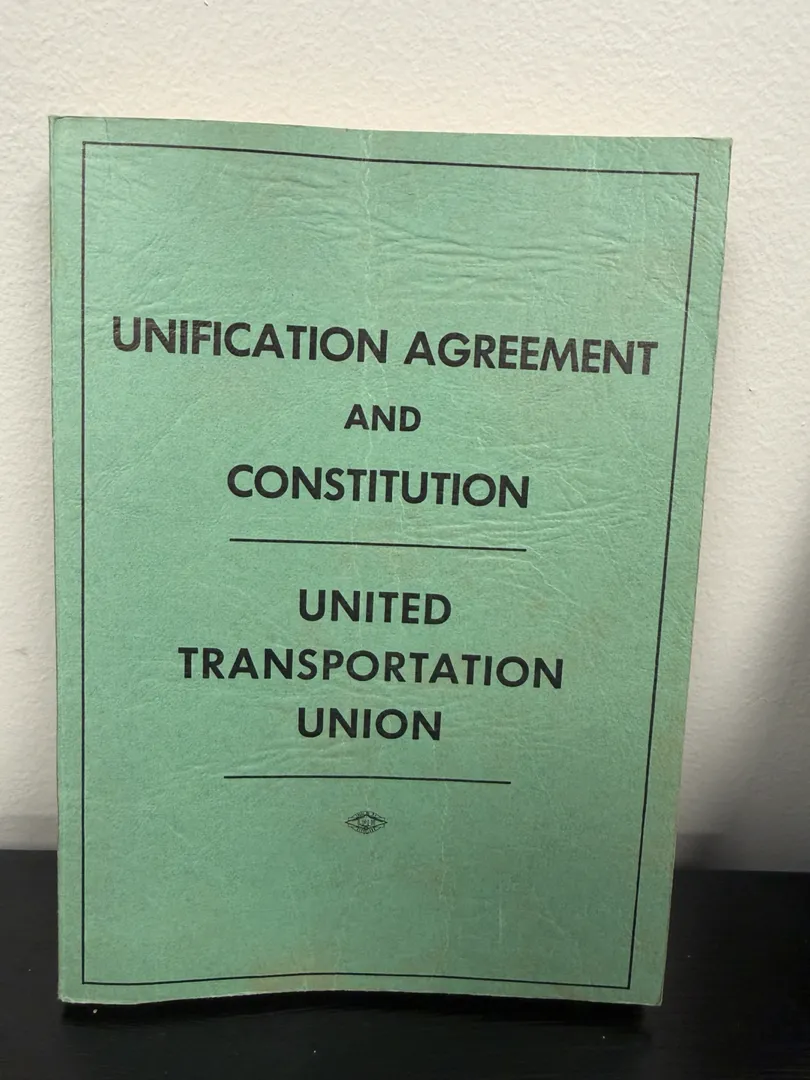 UNIFICATION AGREEMENT
AND
CONSTITUTION
UNITED
TRANSPORTATION
UNION